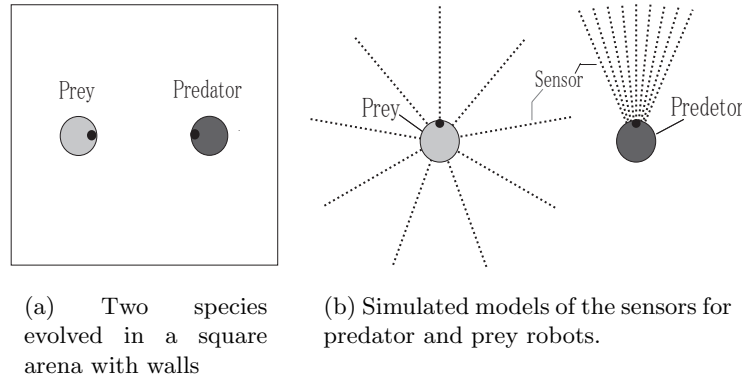 Prey
Predator
Sensor
Prey
Predetor
(a) Two species
evolved in a square
arena with walls
(b) Simulated models of the sensors for
predator and prey robots.